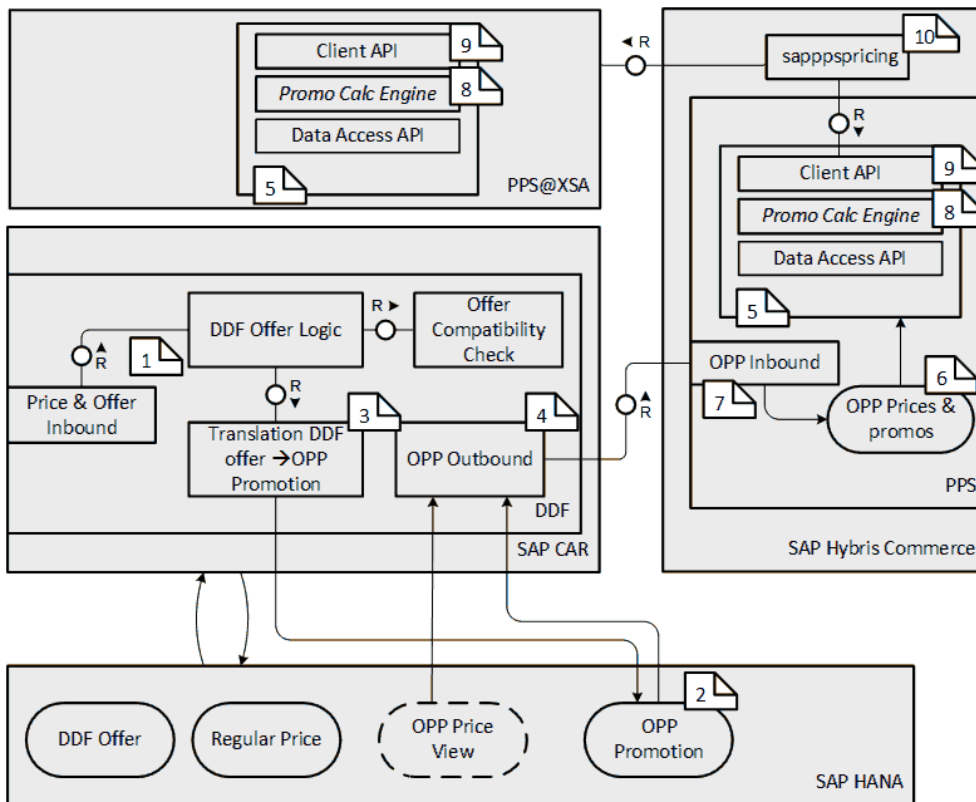 Client API
9
Promo Calc Engine
8
Data Access API
5
PPS@XSA
◄ R
sapppspricing
10
R
▼
Client API
9
Promo Calc Engine
8
Data Access API
5
OPP Inbound
7
6
OPP Prices &
promos
PPS
SAP Hybris Commerce
DDF Offer Logic
R ►
Offer
Compatibility
Check
1
▲
R
Price & Offer
Inbound
R
▼
3
Translation DDF
offer →OPP
Promotion
4
OPP Outbound
▲
R
DDF
SAP CAR
DDF Offer
Regular Price
OPP Price
View
2
OPP
Promotion
SAP HANA